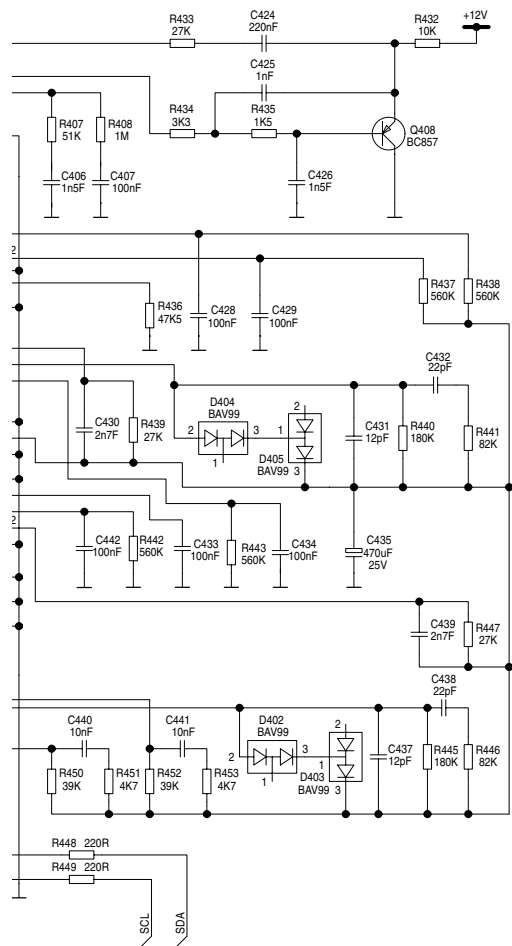 R433
27K
C424
220nF
R432
10K
+12V
C425
1nF
R434
3K3
R435
1K5
Q408
BC857
R407
51K
R408
1M
C406
1n5F
C407
100nF
C426
1n5F
2
R436
47K5
C428
100nF
C429
100nF
R437
560K
R438
560K
C432
22pF
C430
2n7F
R439
27K
D404
BAV99
2
3
1
2
1
D405
BAV99
3
C431
12pF
R440
180K
R441
82K
2
C442
100nF
R442
560K
C433
100nF
R443
560K
C434
100nF
C435
470uF
25V
C439
2n7F
R447
27K
C438
22pF
C440
10nF
C441
10nF
D402
BAV99
2
3
1
2
1
D403
BAV99
3
C437
12pF
R445
180K
R446
82K
R450
39K
R451
4K7
R452
39K
R453
4K7
R448 220R
R449 220R
SCL
SDA